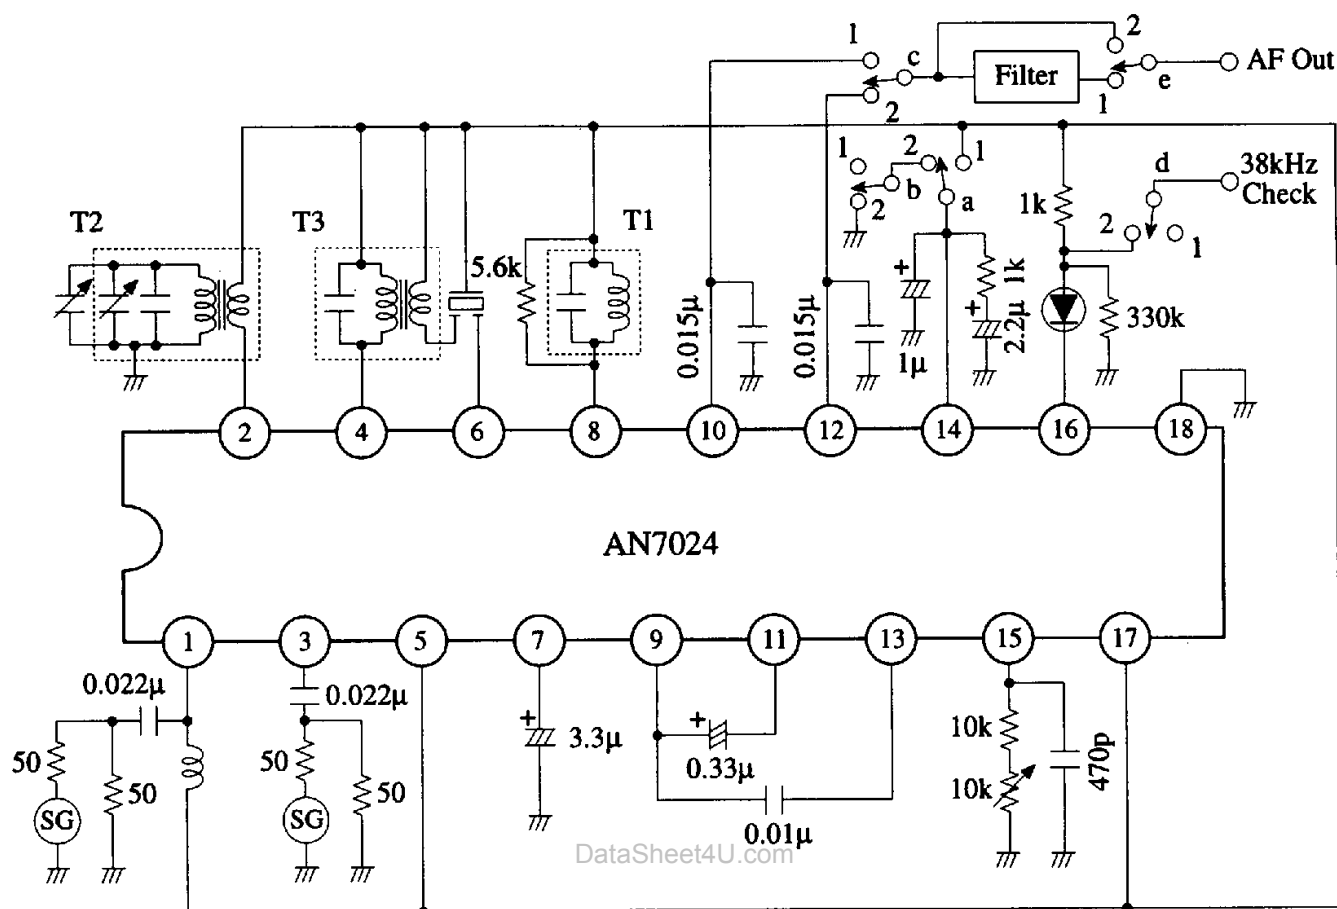 1
2
c
Filter
2
1
e
AF Out
1
2
b
2
1
a
1k
d
2
1
38kHz
Check
T2
T3
T1
5.6k
0.015μ
0.015μ
1μ
1k
2.2μ
330k
2
4
6
8
10
12
14
16
18
AN7024
1
3
5
7
9
11
13
15
17
0.022μ
50
SG
50
0.022μ
50
SG
50
3.3μ
0.33μ
0.01μ
10k
10k
470p
DataSheet4U.com